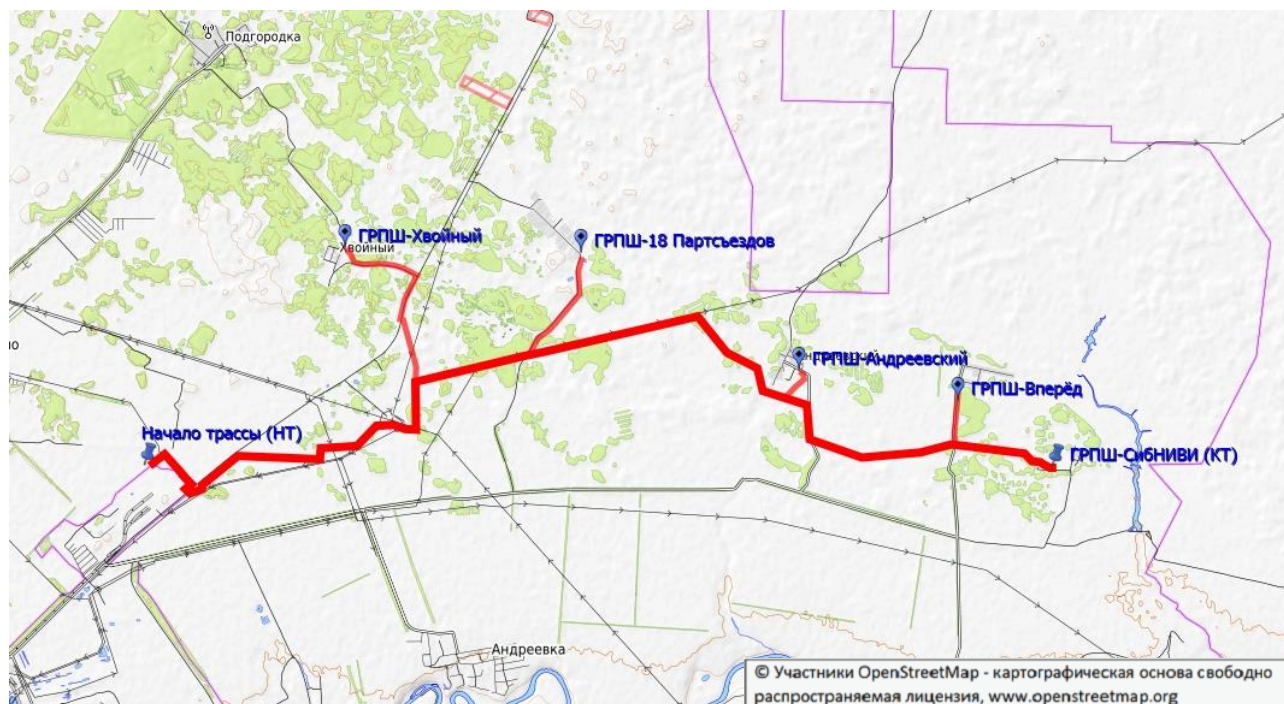 Подгородка
ГРПШ-Хвойный
Хвойный
ГРПШ-18 Партсъездов
ГРПШ-Андреевский
ГРПШ-Вперёд
Начало трассы (НТ)
ГРПШ-СибНИВИ (КТ)
Андреевка
© Участники OpenStreetMap - картографическая основа свободно
распространяемая лицензия, www.openstreetmap.org